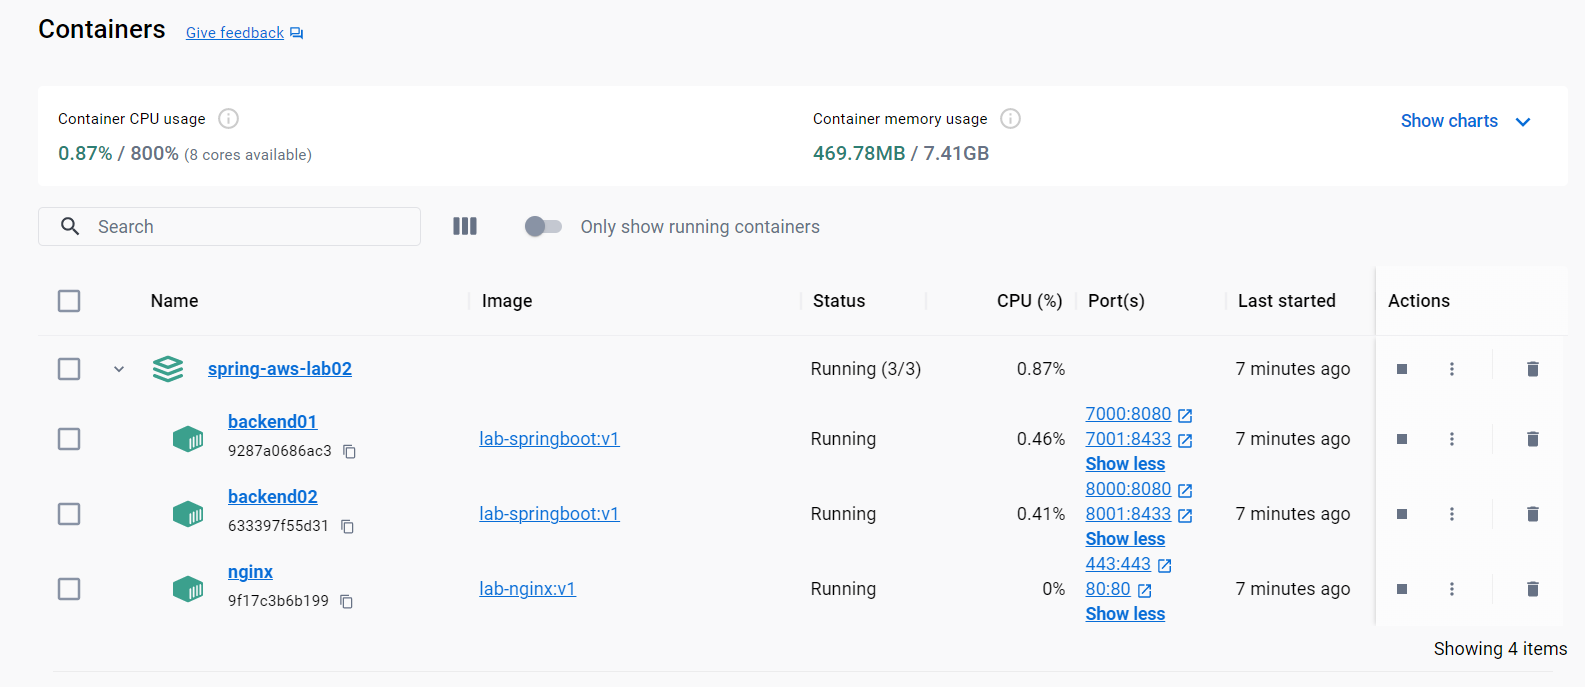 Containers Give feedback
Container CPU usage
0.87% / 800% (8 cores available)
Container memory usage
469.78MB / 7.41GB
Show charts
Search
Only show running containers
Name Image Status CPU (%) Port(s) Last started Actions
spring-aws-lab02 Running (3/3) 0.87% 7 minutes ago
backend01
9287a0686ac3
lab-springboot:v1 Running 0.46%
7000:8080
7001:8433
Show less
7 minutes ago
backend02
633397f55d31
lab-springboot:v1 Running 0.41%
8000:8080
8001:8433
Show less
7 minutes ago
nginx
9f17c3b6b199
lab-nginx:v1 Running 0%
443:443
80:80
Show less
7 minutes ago
Showing 4 items